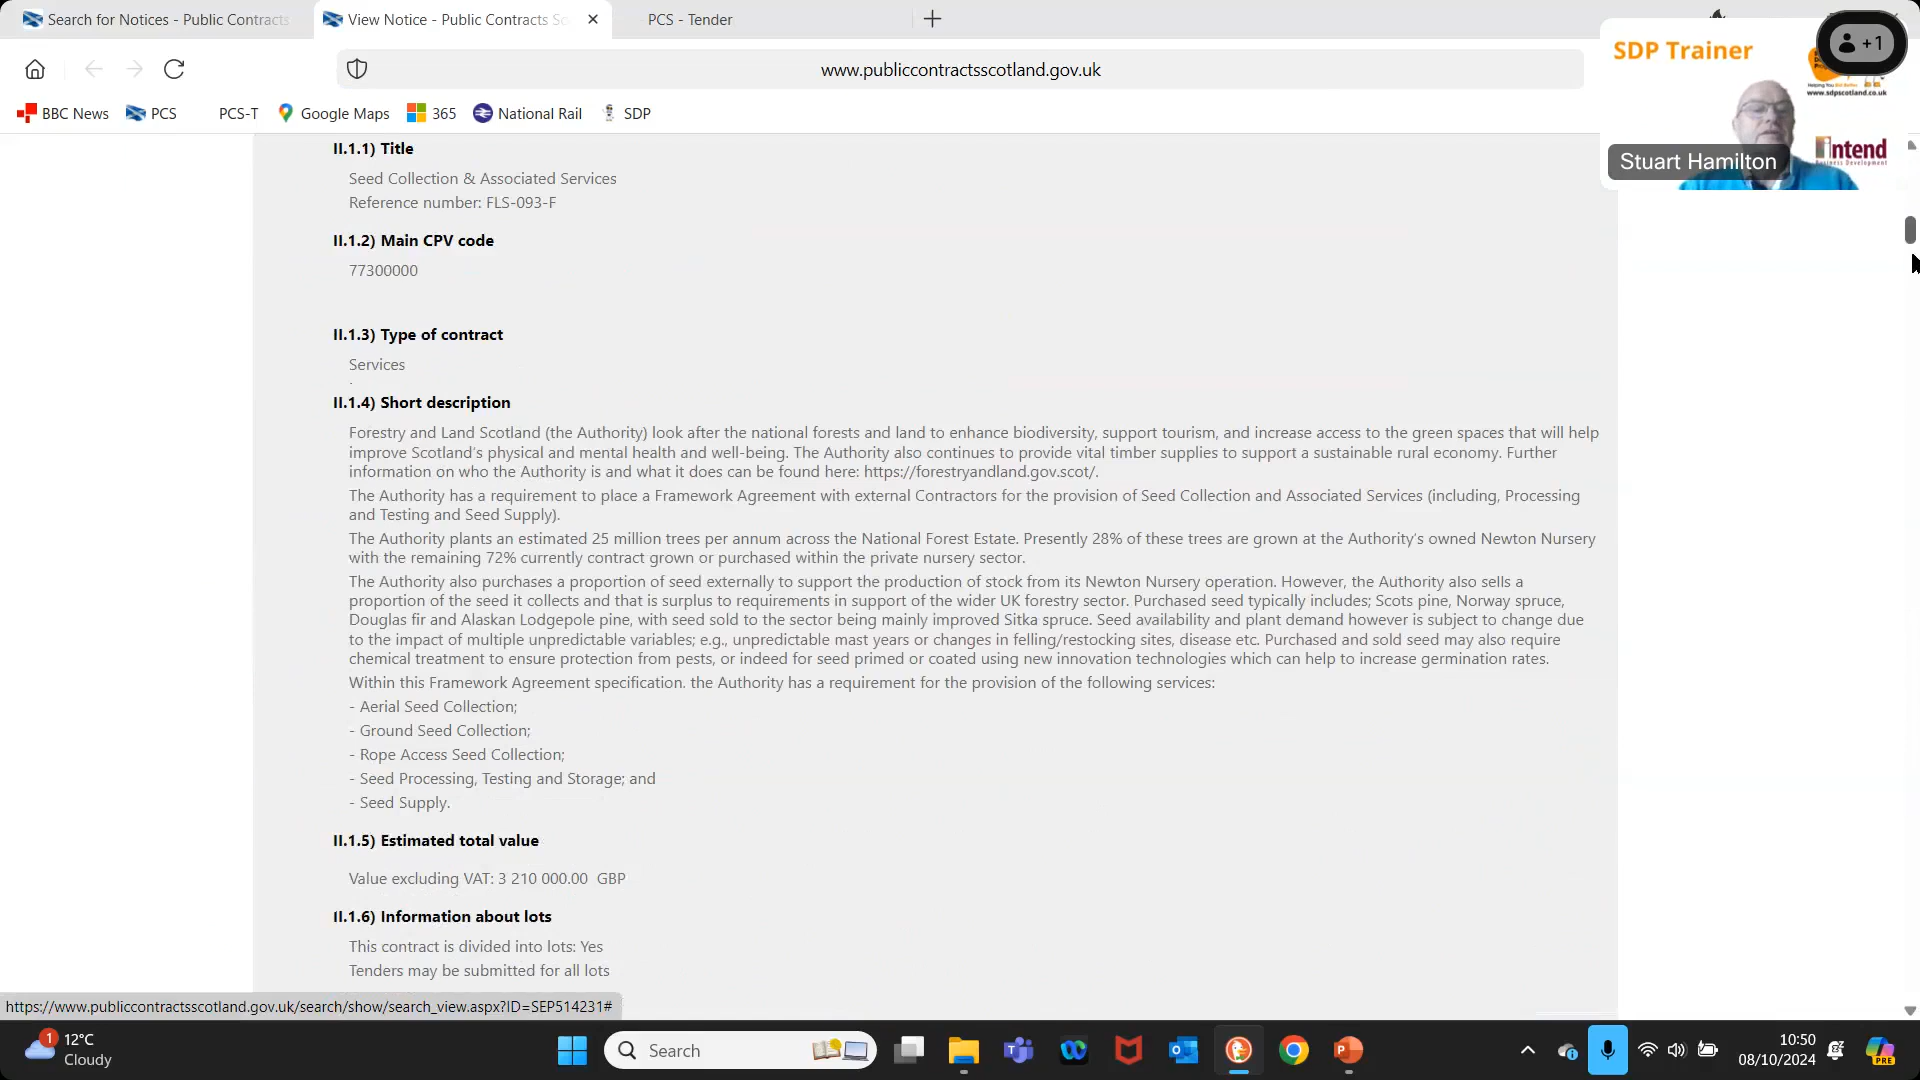 Search for Notices - Public Contracts
View Notice - Public Contracts Sc
PCS - Tender
www.publiccontractsscotland.gov.uk
BBC News
PCS
PCS-T
Google Maps
365
National Rail
SDP
SDP Trainer
+1
www.sdpscotland.co.uk
intend
Stuart Hamilton
II.1.1) Title
Seed Collection & Associated Services
Reference number: FLS-093-F
II.1.2) Main CPV code
77300000
II.1.3) Type of contract
Services
II.1.4) Short description
Forestry and Land Scotland (the Authority) look after the national forests and land to enhance biodiversity, support tourism, and increase access to the green spaces that will help
improve Scotland's physical and mental health and well-being. The Authority also continues to provide vital timber supplies to support a sustainable rural economy. Further
information on who the Authority is and what it does can be found here: https://forestryandland.gov.scot/.
The Authority has a requirement to place a Framework Agreement with external Contractors for the provision of Seed Collection and Associated Services (including, Processing
and Testing and Seed Supply).
The Authority plants an estimated 25 million trees per annum across the National Forest Estate. Presently 28% of these trees are grown at the Authority's owned Newton Nursery
with the remaining 72% currently contract grown or purchased within the private nursery sector.
The Authority also purchases a proportion of seed externally to support the production of stock from its Newton Nursery operation. However, the Authority also sells a
proportion of the seed it collects and that is surplus to requirements in support of the wider UK forestry sector. Purchased seed typically includes; Scots pine, Norway spruce,
Douglas fir and Alaskan Lodgepole pine, with seed sold to the sector being mainly improved Sitka spruce. Seed availability and plant demand however is subject to change due
to the impact of multiple unpredictable variables; e.g., unpredictable mast years or changes in felling/restocking sites, disease etc. Purchased and sold seed may also require
chemical treatment to ensure protection from pests, or indeed for seed primed or coated using new innovation technologies which can help to increase germination rates.
Within this Framework Agreement specification. the Authority has a requirement for the provision of the following services:
- Aerial Seed Collection;
- Ground Seed Collection;
- Rope Access Seed Collection;
- Seed Processing, Testing and Storage; and
- Seed Supply.
II.1.5) Estimated total value
Value excluding VAT: 3 210 000.00 GBP
II.1.6) Information about lots
This contract is divided into lots: Yes
Tenders may be submitted for all lots
https://www.publiccontractsscotland.gov.uk/search/show/search_view.aspx?ID=SEP514231#
1
12°C
Cloudy
Search
10:50
08/10/2024
PRE